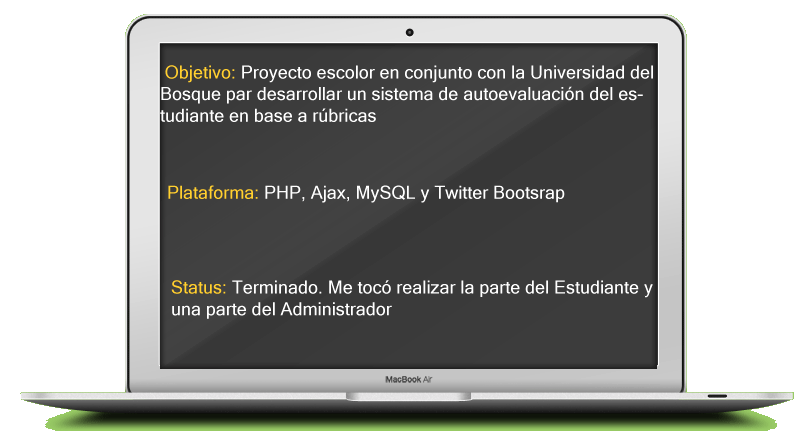 Objetivo: Proyecto escolor en conjunto con la Universidad del
Bosque par desarrollar un sistema de autoevaluación del es-
tudiante en base a rúbricas
Plataforma: PHP, Ajax, MySQL y Twitter Bootsrap
Status: Terminado. Me tocó realizar la parte del Estudiante y
una parte del Administrador
MacBook Air